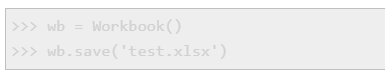 >>> wb = Workbook()
>>> wb.save('test.xlsx')